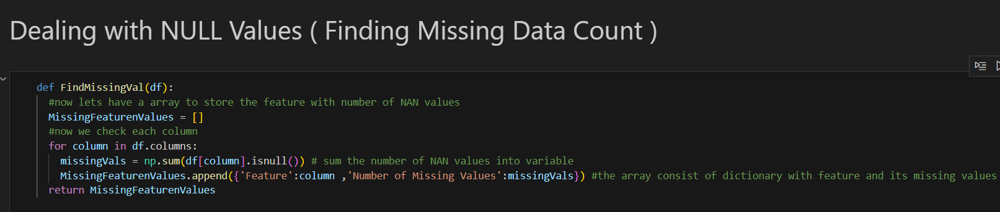 Dealing with NULL Values ( Finding Missing Data Count )
def FindMissingVal(df):
#now lets have a array to store the feature with number of NAN values
MissingFeaturenValues = []
#now we check each column
for column in df.columns:
missingVals = np.sum(df[column].isnull()) # sum the number of NAN values into variable
MissingFeaturenValues.append({'Feature':column ,'Number of Missing Values':missingVals}) #the array consist of dictionary with feature and its missing values
return MissingFeaturenValues